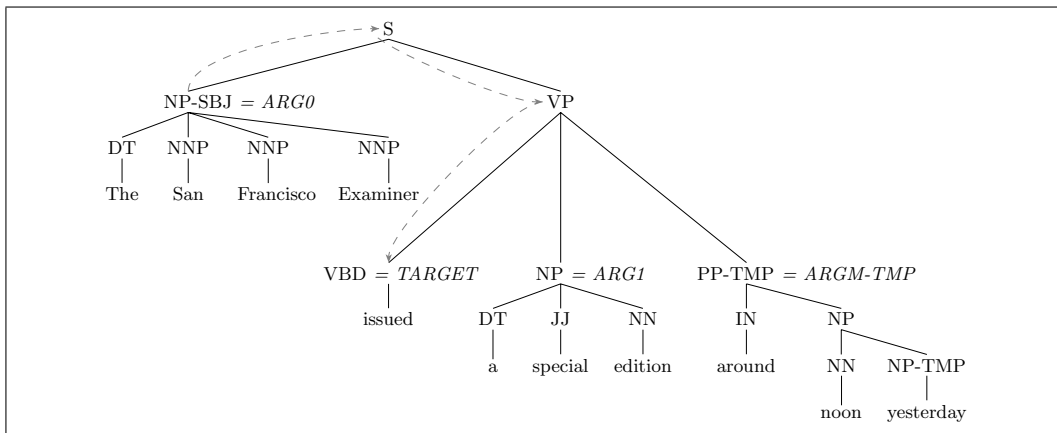 S
NP-SBJ = ARG0 VP
DT NNP NNP NNP
The San Francisco Examiner
VBD = TARGET NP = ARG1 PP-TMP = ARGM-TMP
issued DT JJ NN IN NP
a special edition around NN NP-TMP
noon yesterday